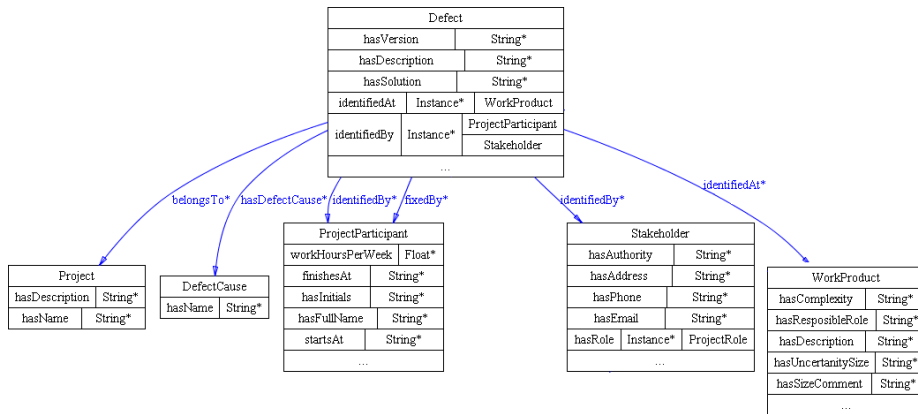 Defect
hasVersion String*
hasDescription String*
hasSolution String*
identifiedAt Instance* WorkProduct
identifiedBy Instance* ProjectParticipant
Stakeholder
...
belongsTo* hasDefectCause* identifiedBy* fixedBy* identifiedBy* identifiedAt*
Project
hasDescription String*
hasName String*
DefectCause
hasName String*
ProjectParticipant
workHoursPerWeek Float*
finishesAt String*
hasInitials String*
hasFullName String*
startsAt String*
...
Stakeholder
hasAuthority String*
hasAddress String*
hasPhone String*
hasEmail String*
hasRole Instance* ProjectRole
...
WorkProduct
hasComplexity String*
hasResposibleRole String*
hasDescription String*
hasUncertanitySize String*
hasSizeComment String*
...